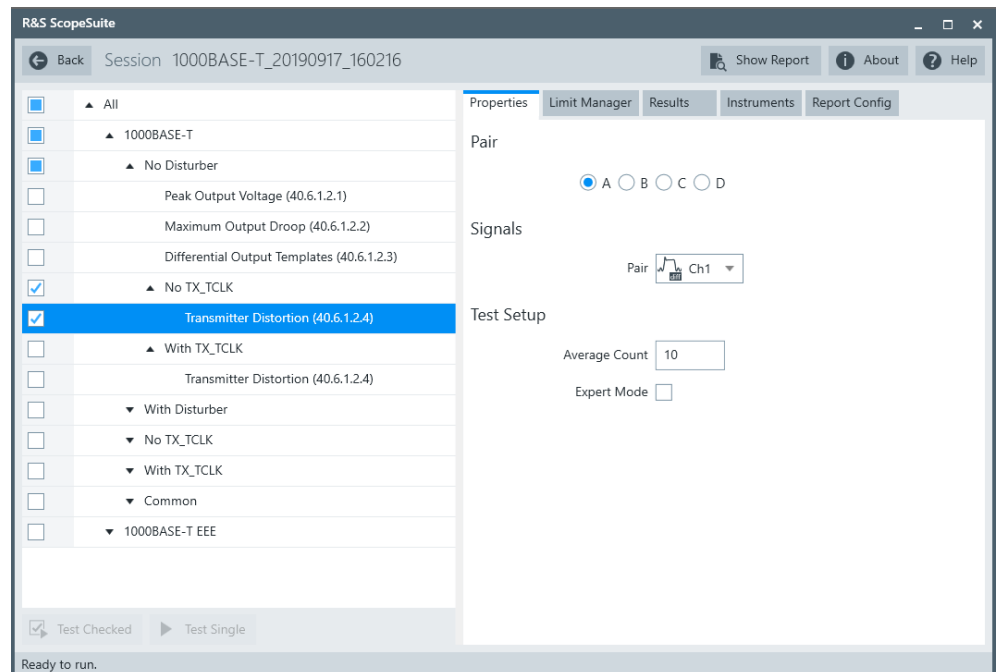 R&S ScopeSuite
Back Session 1000BASE-T_20190917_160216 Show Report About Help
All
1000BASE-T
No Disturber
Peak Output Voltage (40.6.1.2.1)
Maximum Output Droop (40.6.1.2.2)
Differential Output Templates (40.6.1.2.3)
No TX_TCLK
Transmitter Distortion (40.6.1.2.4)
With TX_TCLK
Transmitter Distortion (40.6.1.2.4)
With Disturber
No TX_TCLK
With TX_TCLK
Common
1000BASE-T EEE
Test Checked Test Single
Properties Limit Manager Results Instruments Report Config
Pair
A B C D
Signals
Pair Ch1
Test Setup
Average Count 10
Expert Mode
Ready to run.